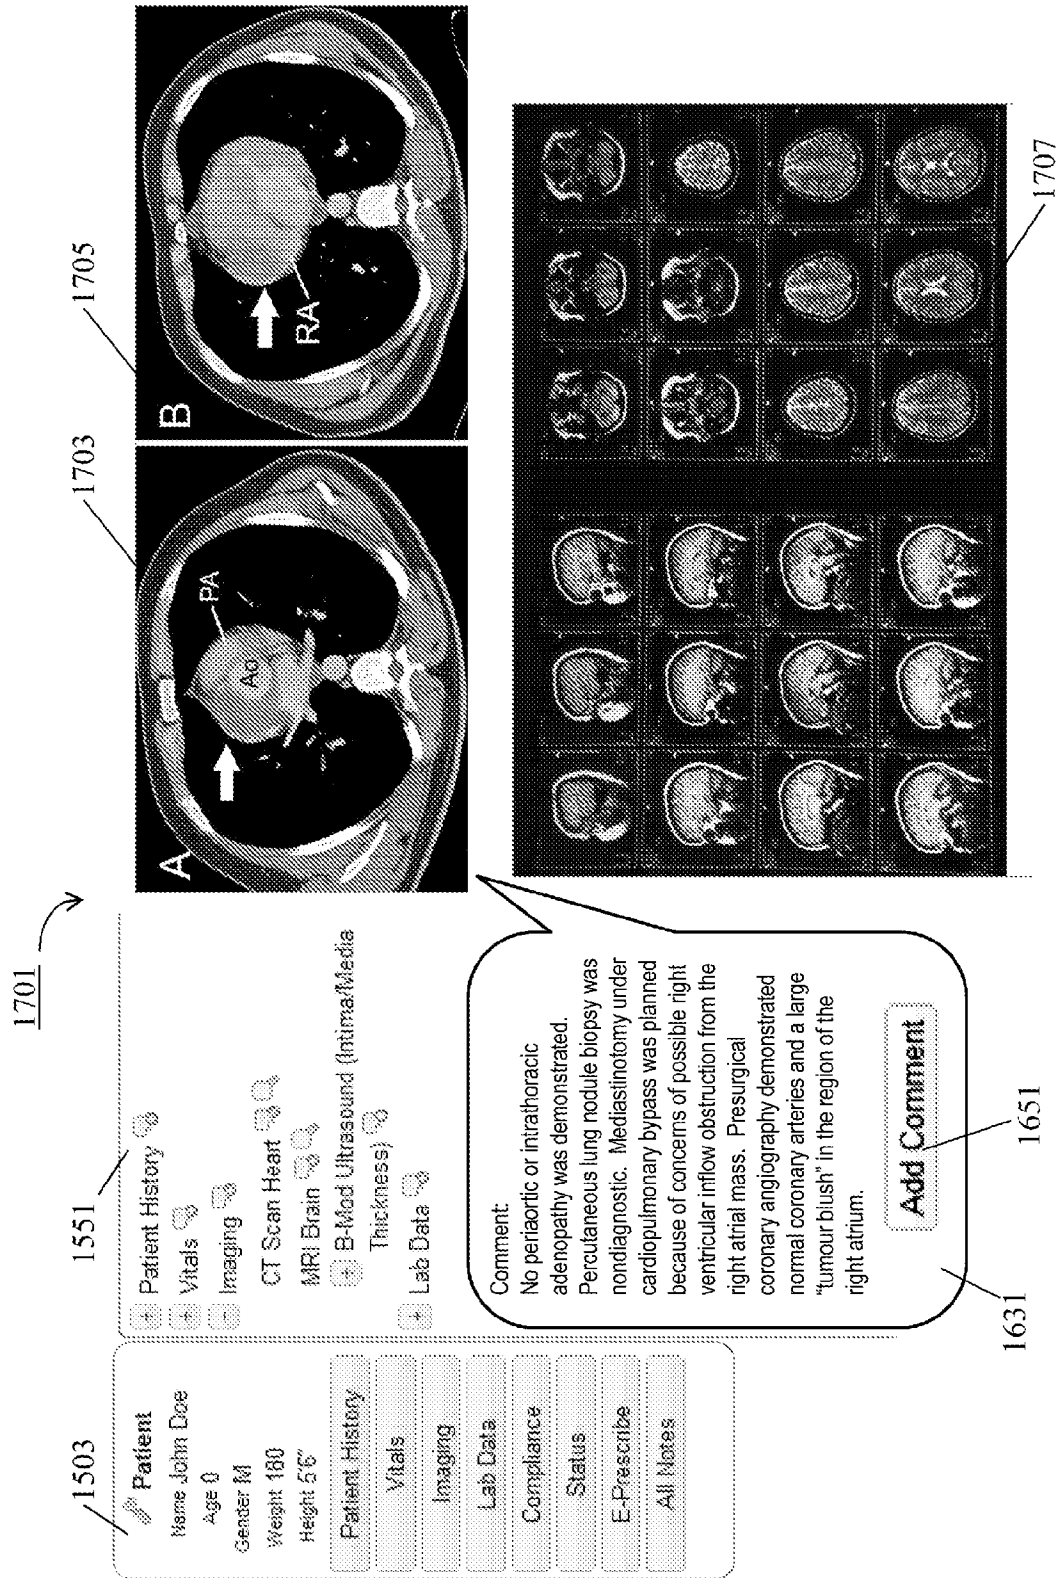 1701
1503
Patient
Name John Doe
Age 0
Gender M
Weight 180
Height 5'6"
Patient History
Vitals
Imaging
Lab Data
Compliance
Status
E-Prescribe
All Notes
1551
+ Patient History
+ Vitals
- Imaging
CT Scan Heart
MRI Brain
+ B-Mod Ultrasound (Intima/Media
Thickness)
+ Lab Data
Comment:
No periaortic or intrathoracic
adenopathy was demonstrated.
Percutaneous lung nodule biopsy was
nondiagnostic. Mediastinotomy under
cardiopulmonary bypass was planned
because of concerns of possible right
ventricular inflow obstruction from the
right atrial mass. Presurgical
coronary angiography demonstrated
normal coronary arteries and a large
"tumour blush" in the region of the
right atrium.
Add Comment
1631
1651
1703
A
PA
Ao
1705
B
RA
1707